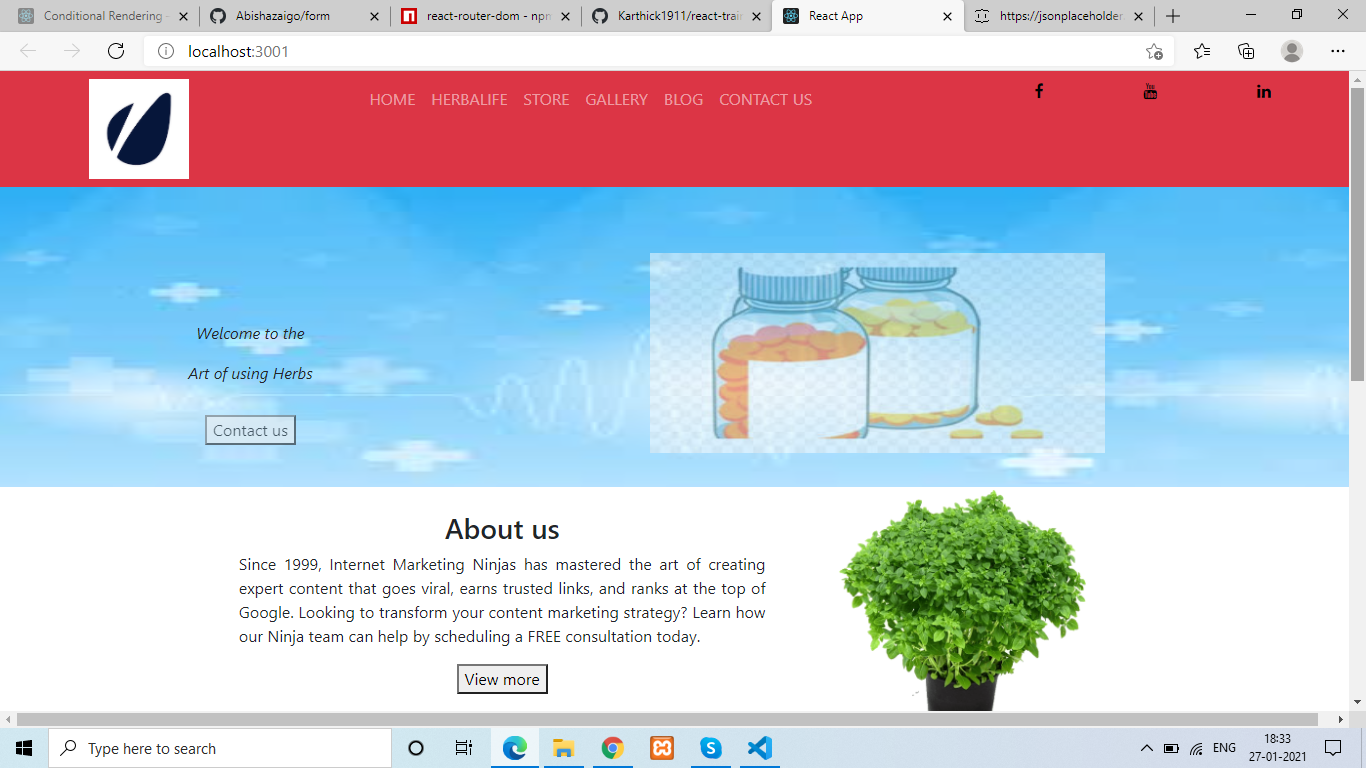 Conditional Rendering -
Abishazaigo/form
react-router-dom - npm
Karthick1911/react-trai
React App
https://jsonplaceholder
localhost:3001
HOME HERBALIFE STORE GALLERY BLOG CONTACT US
You
Tube
Welcome to the
Art of using Herbs
Contact us
About us
Since 1999, Internet Marketing Ninjas has mastered the art of creating
expert content that goes viral, earns trusted links, and ranks at the top of
Google. Looking to transform your content marketing strategy? Learn how
our Ninja team can help by scheduling a FREE consultation today.
View more
Type here to search
ENG
18:33
27-01-2021